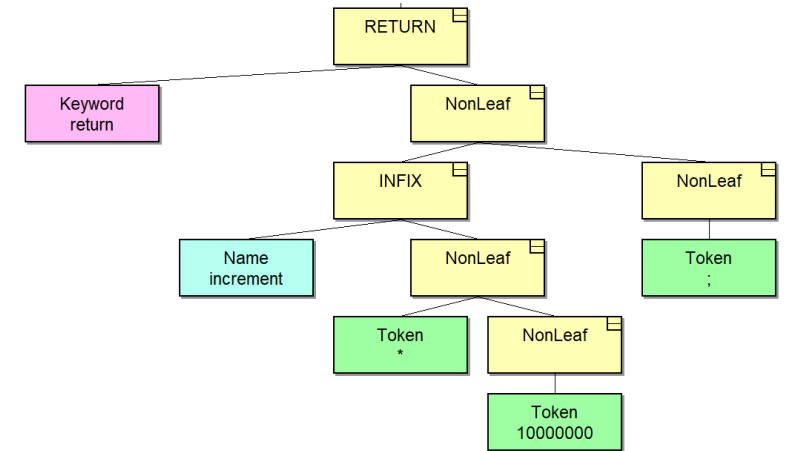 RETURN
Keyword
return
NonLeaf
INFIX
NonLeaf
Name
increment
NonLeaf
Token
;
Token
*
NonLeaf
Token
10000000